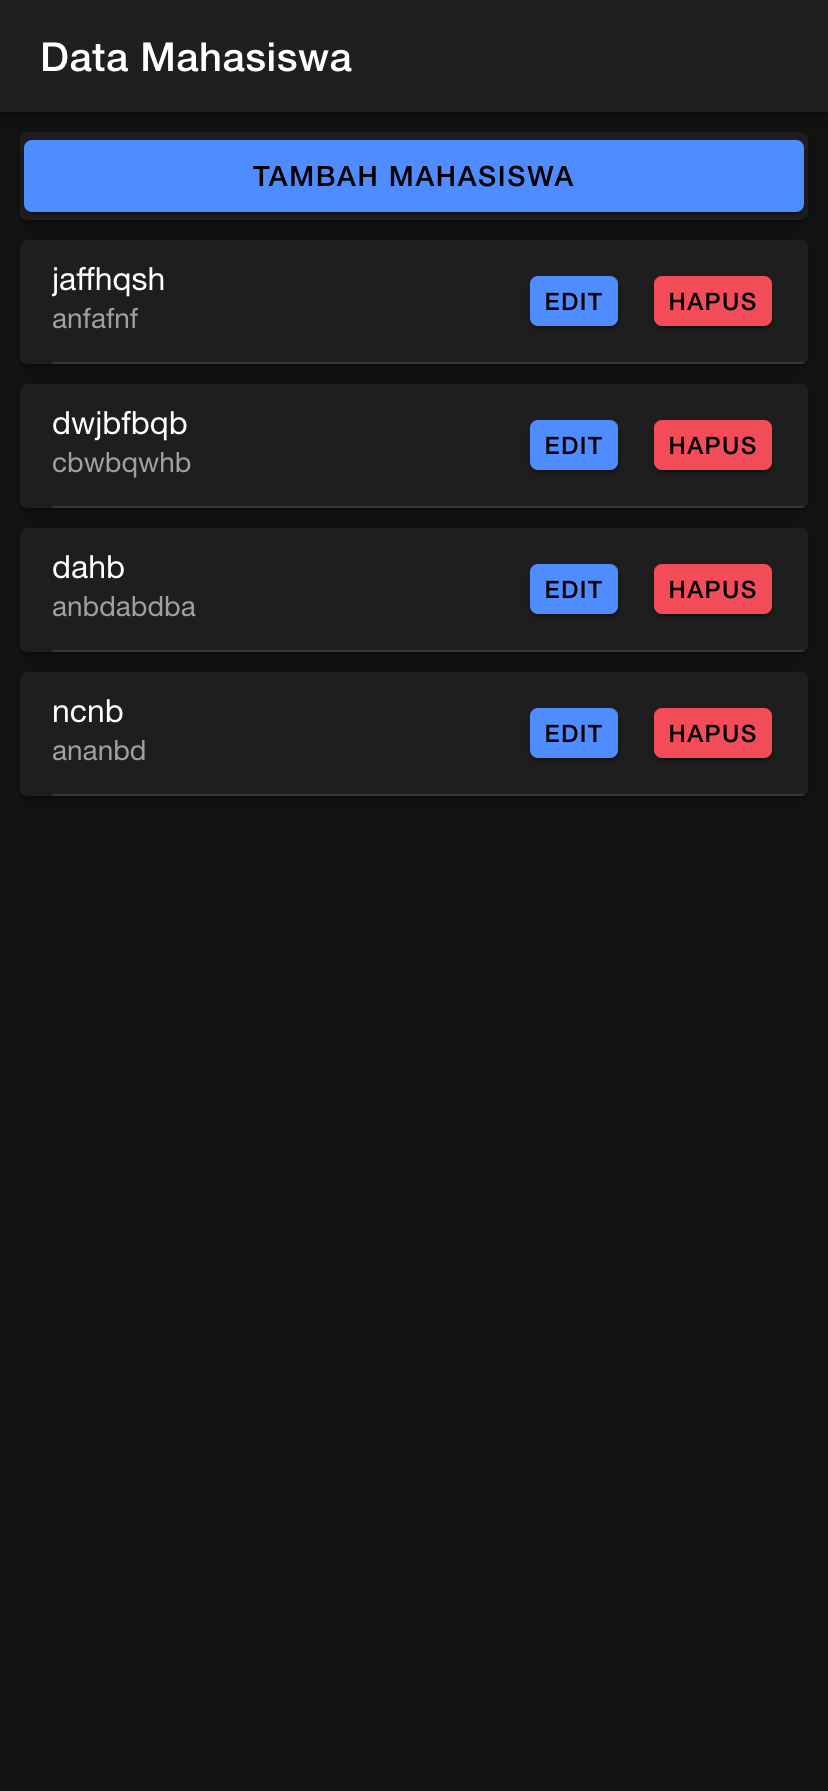 Data Mahasiswa
TAMBAH MAHASISWA
jaffhqsh
anfafnf
EDIT
HAPUS
dwjbfbqb
cbwbqwhb
EDIT
HAPUS
dahb
anbdabdba
EDIT
HAPUS
ncnb
ananbd
EDIT
HAPUS